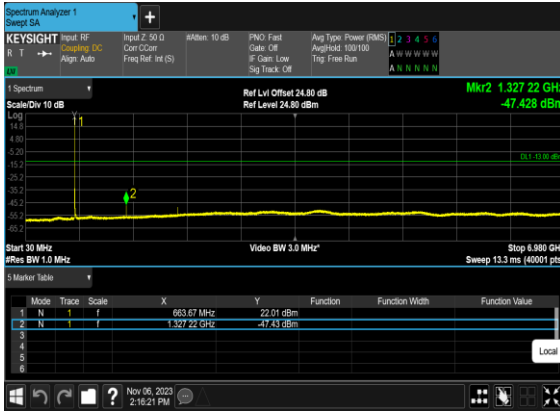 Spectrum Analyzer 1
Swept SA
+
KEYSIGHT Input: RF Input Z: 50 Ω #Atten: 10 dB PNO: Fast Avg Type: Power (RMS) 1 2 3 4 5 6
R T Coupling: DC Corr CCorr Gate: Off Avg|Hold: 100/100 A W W W W W
Align: Auto Freq Ref: Int (S) IF Gain: Low Trig: Free Run
Sig Track: Off A N N N N N
1 Spectrum
Scale/Div 10 dB
Ref Lvl Offset 24.80 dB
Ref Level 24.80 dBm
Mkr2 1.327 22 GHz
-47.428 dBm
Log
14.8
4.80
-5.20
-15.2
-25.2
-35.2
-45.2
-55.2
-65.2
1
2
DL1 -13.00 dBm
Start 30 MHz Video BW 3.0 MHz* Stop 6.980 GHz
#Res BW 1.0 MHz Sweep 13.3 ms (40001 pts)
5 Marker Table
Mode Trace Scale X Y Function Function Width Function Value
1 N 1 f 663.67 MHz 22.01 dBm
2 N 1 f 1.327 22 GHz -47.43 dBm
3
4
5
6
Local
? Nov 06, 2023
2:16:21 PM